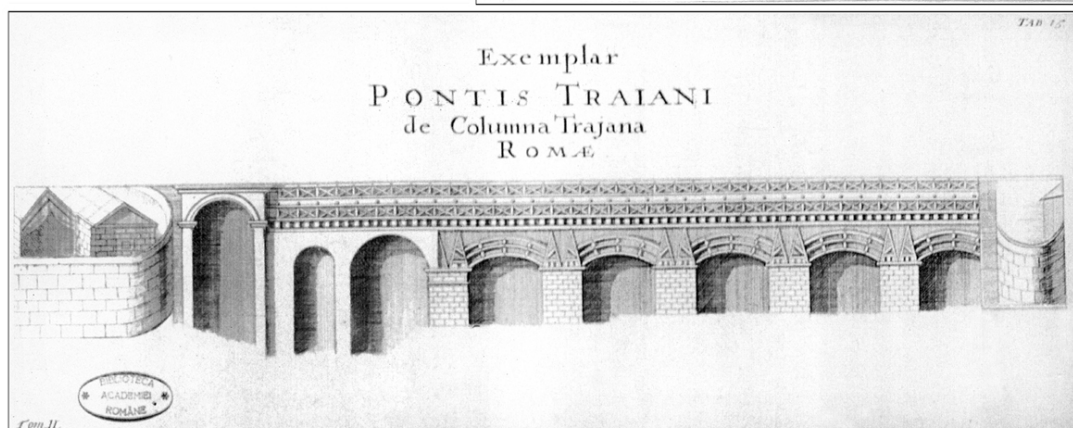 TAB 15.
Exemplar
PONTIS TRAIANI
de Columna Trajana
ROMÆ
BIBLIOTECA
ACADEMIEI
ROMÂNE
Tom II.